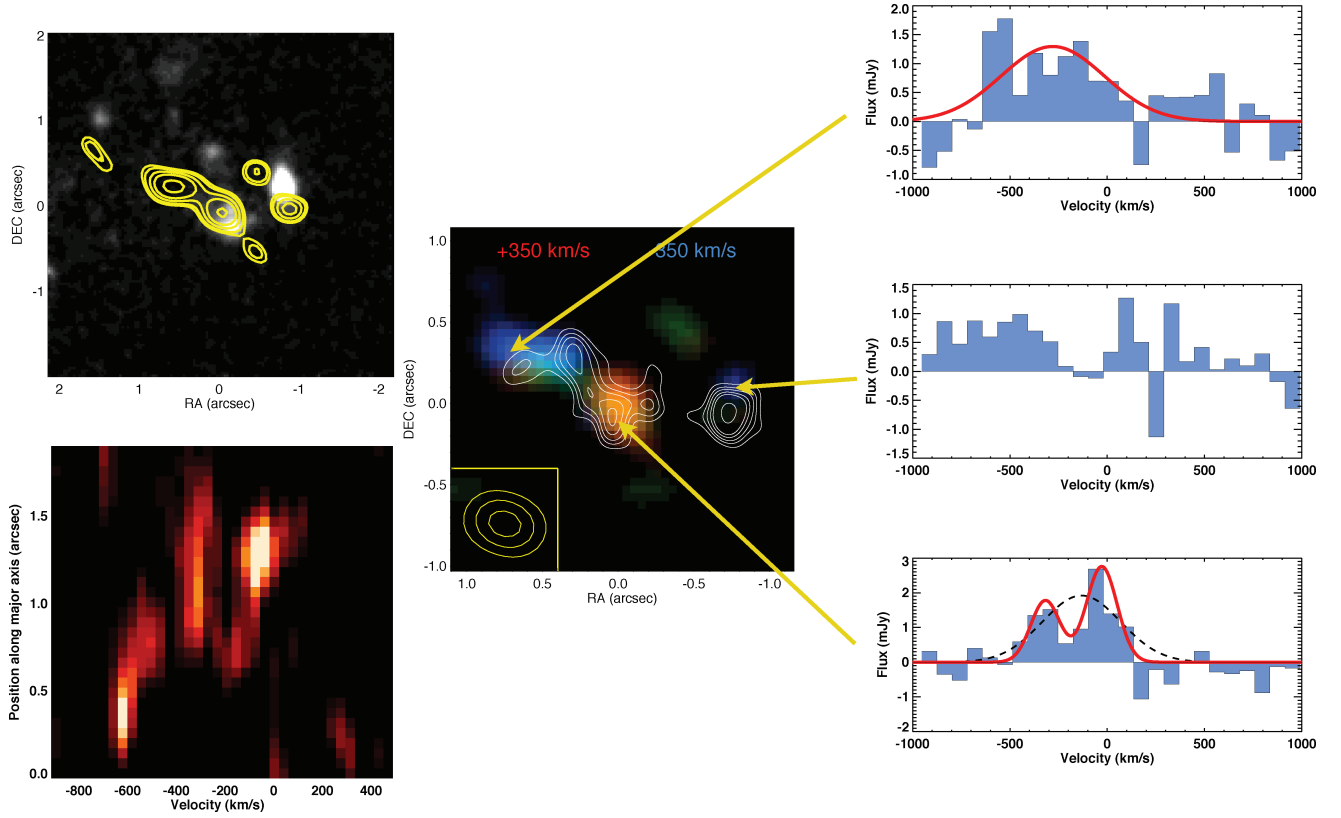 2
1
0
-1
DEC (arcsec)
2 1 0 -1 -2
RA (arcsec)
1.5
1.0
0.5
0.0
Position along major axis (arcsec)
-800 -600 -400 -200 0 200 400
Velocity (km/s)
+350 km/s -350 km/s
1.0
0.5
0.0
-0.5
-1.0
DEC (arcsec)
1.0 0.5 0.0 -0.5 -1.0
RA (arcsec)
2.0
1.5
1.0
0.5
0.0
-0.5
-1.0
Flux (mJy)
-1000 -500 0 500 1000
Velocity (km/s)
1.5
1.0
0.5
0.0
-0.5
-1.0
-1.5
Flux (mJy)
-1000 -500 0 500 1000
Velocity (km/s)
3
2
1
0
-1
-2
Flux (mJy)
-1000 -500 0 500 1000
Velocity (km/s)